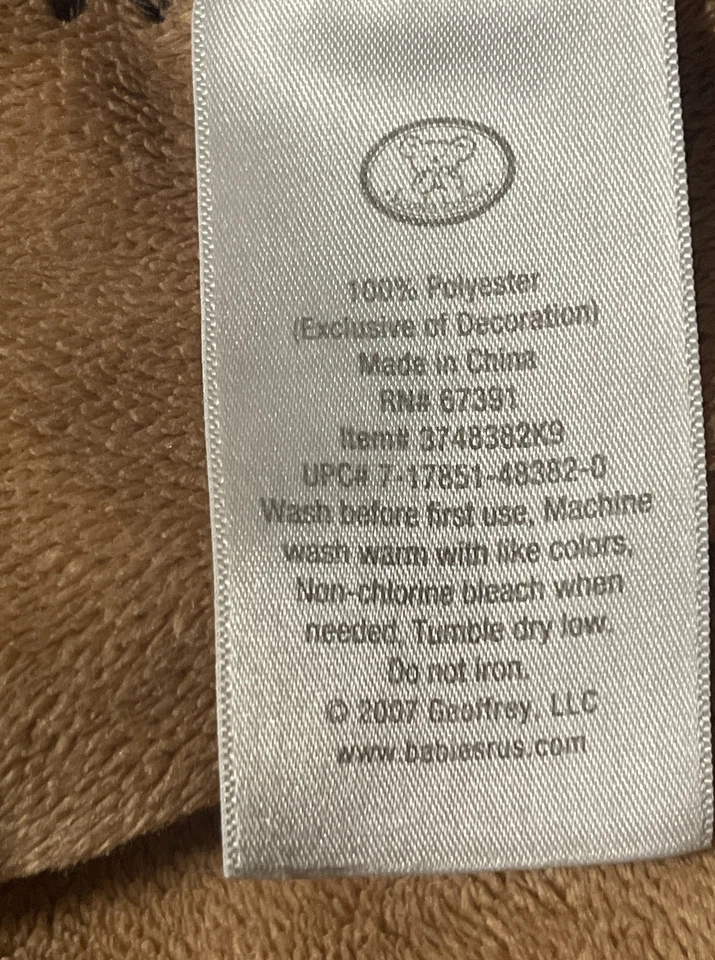 100% Polyester
(Exclusive of Decoration)
Made in China
RN# 67391
Item# 3748382K9
UPC# 7-17851-48382-0
Wash before first use, Machine
wash warm with like colors,
Non-chlorine bleach when
needed, Tumble dry low.
Do not iron.
© 2007 Geoffrey, LLC
www.babiesrus.com